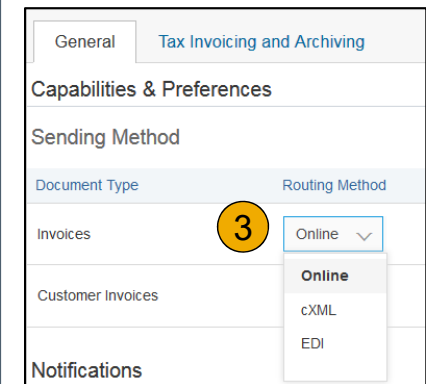 General Tax Invoicing and Archiving
Capabilities & Preferences
Sending Method
Document Type Routing Method
Invoices 3 Online
Online
Customer Invoices cXML
EDI
Notifications